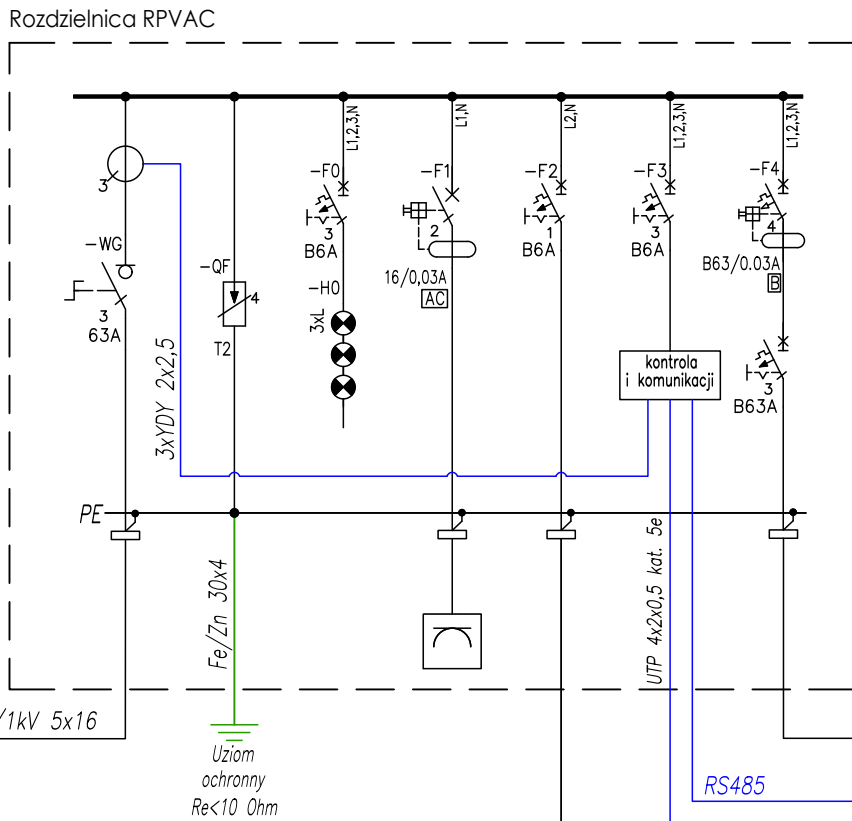 Rozdzielnica RPVAC
L1,2,3,N
L1,N
L2,N
L1,2,3,N
L1,2,3,N
3
-WG
3
63A
3xYDY 2x2,5
-QF
4
T2
-F0
3
B6A
-H0
3xL
-F1
2
16/0,03A
AC
-F2
1
B6A
-F3
3
B6A
kontrola
i komunikacji
-F4
4
B63/0.03A
B
3
B63A
PE
Fe/Zn 30x4
UTP 4x2x0,5 kat. 5e
/1kV 5x16
Uziom
ochronny
Re<10 Ohm
RS485